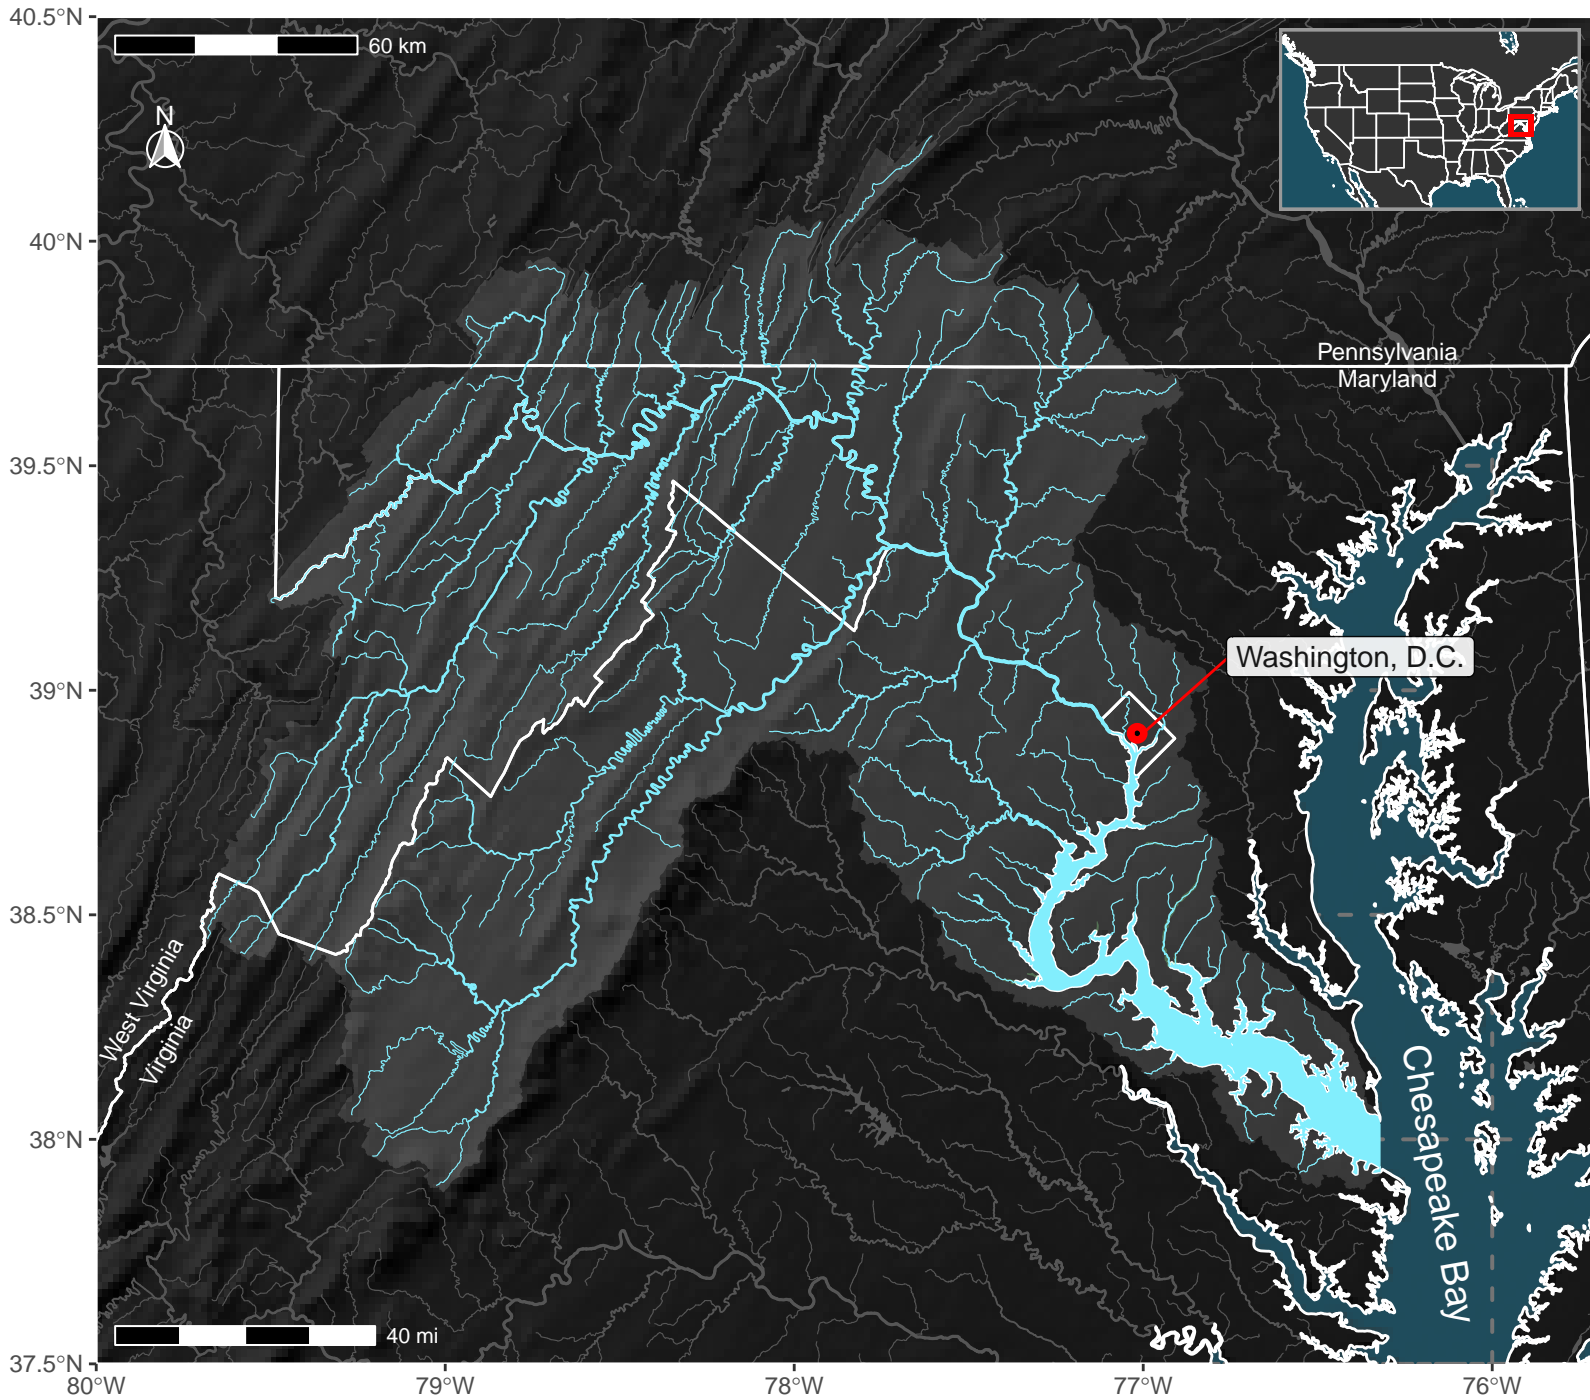 40.5°N
60 km
N
40°N
Pennsylvania
Maryland
39.5°N
Washington, D.C.
39°N
38.5°N
West Virginia
Virginia
Chesapeake Bay
38°N
40 mi
37.5°N
80°W
79°W
78°W
77°W
76°W